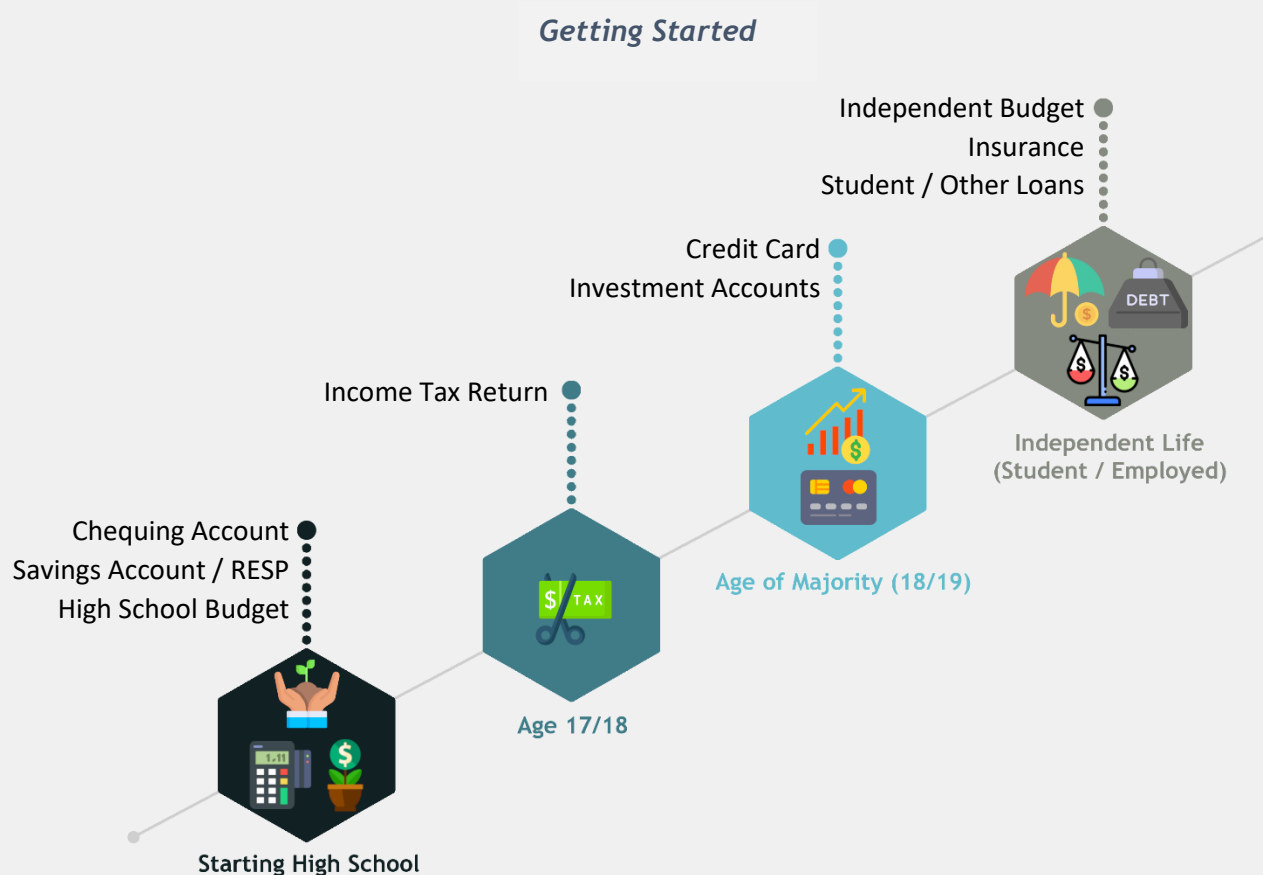 Getting Started
Independent Budget
Insurance
Student / Other Loans
DEBT
$
$
$
Independent Life
(Student / Employed)
Credit Card
Investment Accounts
$
Age of Majority (18/19)
Income Tax Return
$ TAX
Age 17/18
Chequing Account
Savings Account / RESP
High School Budget
1.11
$
Starting High School